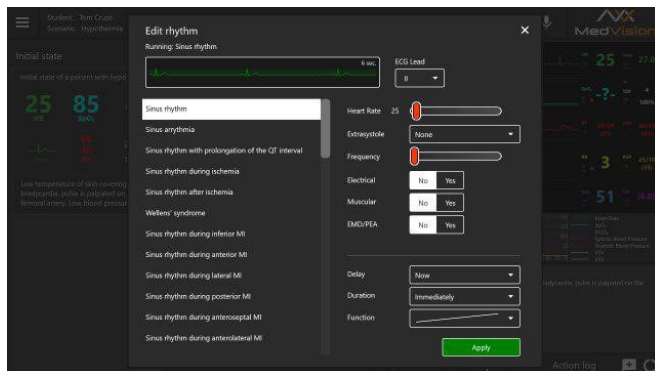 Student: Tom Cruze
Scenario: Hypothermia
MedVision
Edit rhythm
Running: Sinus rhythm
6 sec.
ECG Lead
II
Initial state
Initial state of a patient with
25
85
HR
SpO₂
Low temperature of skin covering
bradycardia, pulse is palpated on
femoral artery. Low blood pressure
Sinus rhythm
Sinus arrythmia
Sinus rhythm with prolongation of the QT interval
Sinus rhythm during ischemia
Sinus rhythm after ischemia
Wellens' syndrome
Sinus rhythm during inferior MI
Sinus rhythm during anterior MI
Sinus rhythm during lateral MI
Sinus rhythm during posterior MI
Sinus rhythm during anteroseptal MI
Sinus rhythm during anterolateral MI
Heart Rate 25
Extrasystole None
Frequency
Electrical No Yes
Muscular No Yes
EMD/PEA No Yes
Delay Now
Duration Immediately
Function
Apply
25
27.0
-?-
100%
3
51
Heart Rate
Systolic Blood Pressure
Diastolic Blood Pressure
bradycardia, pulse is palpated on the
Action log